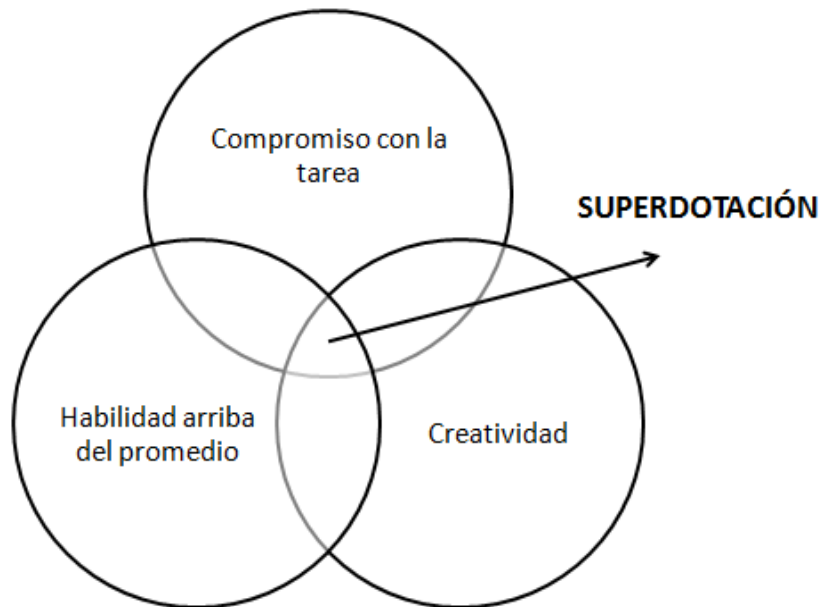 Compromiso con la
tarea
SUPERDOTACIÓN
Habilidad arriba
del promedio
Creatividad